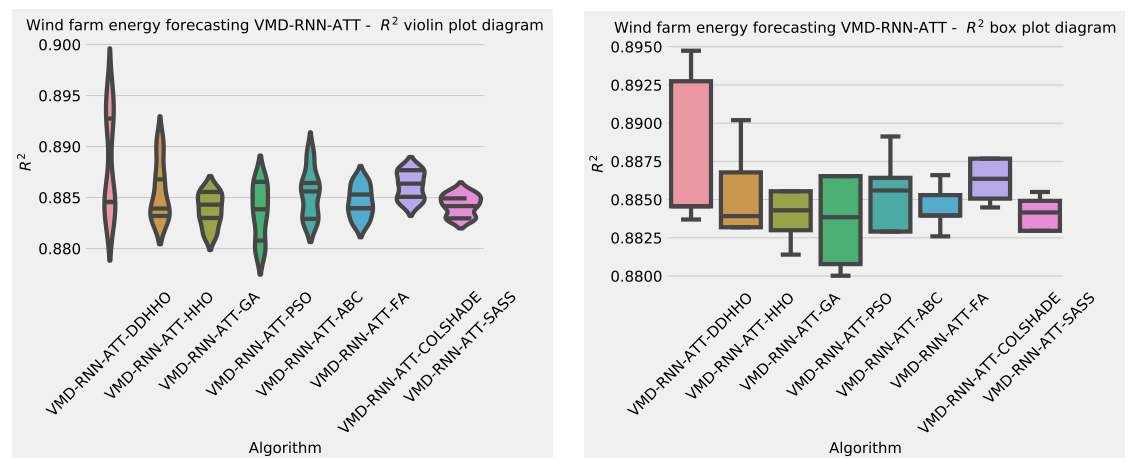 Wind farm energy forecasting VMD-RNN-ATT - R² violin plot diagram
0.900
0.895
0.890
0.885
0.880
R²
VMD-RNN-ATT-DDHHO
VMD-RNN-ATT-HHO
VMD-RNN-ATT-GA
VMD-RNN-ATT-PSO
VMD-RNN-ATT-ABC
VMD-RNN-ATT-FA
VMD-RNN-ATT-COLSHADE
VMD-RNN-ATT-SASS
Algorithm
Wind farm energy forecasting VMD-RNN-ATT - R² box plot diagram
0.8950
0.8925
0.8900
0.8875
0.8850
0.8825
0.8800
R²
VMD-RNN-ATT-DDHHO
VMD-RNN-ATT-HHO
VMD-RNN-ATT-GA
VMD-RNN-ATT-PSO
VMD-RNN-ATT-ABC
VMD-RNN-ATT-FA
VMD-RNN-ATT-COLSHADE
VMD-RNN-ATT-SASS
Algorithm